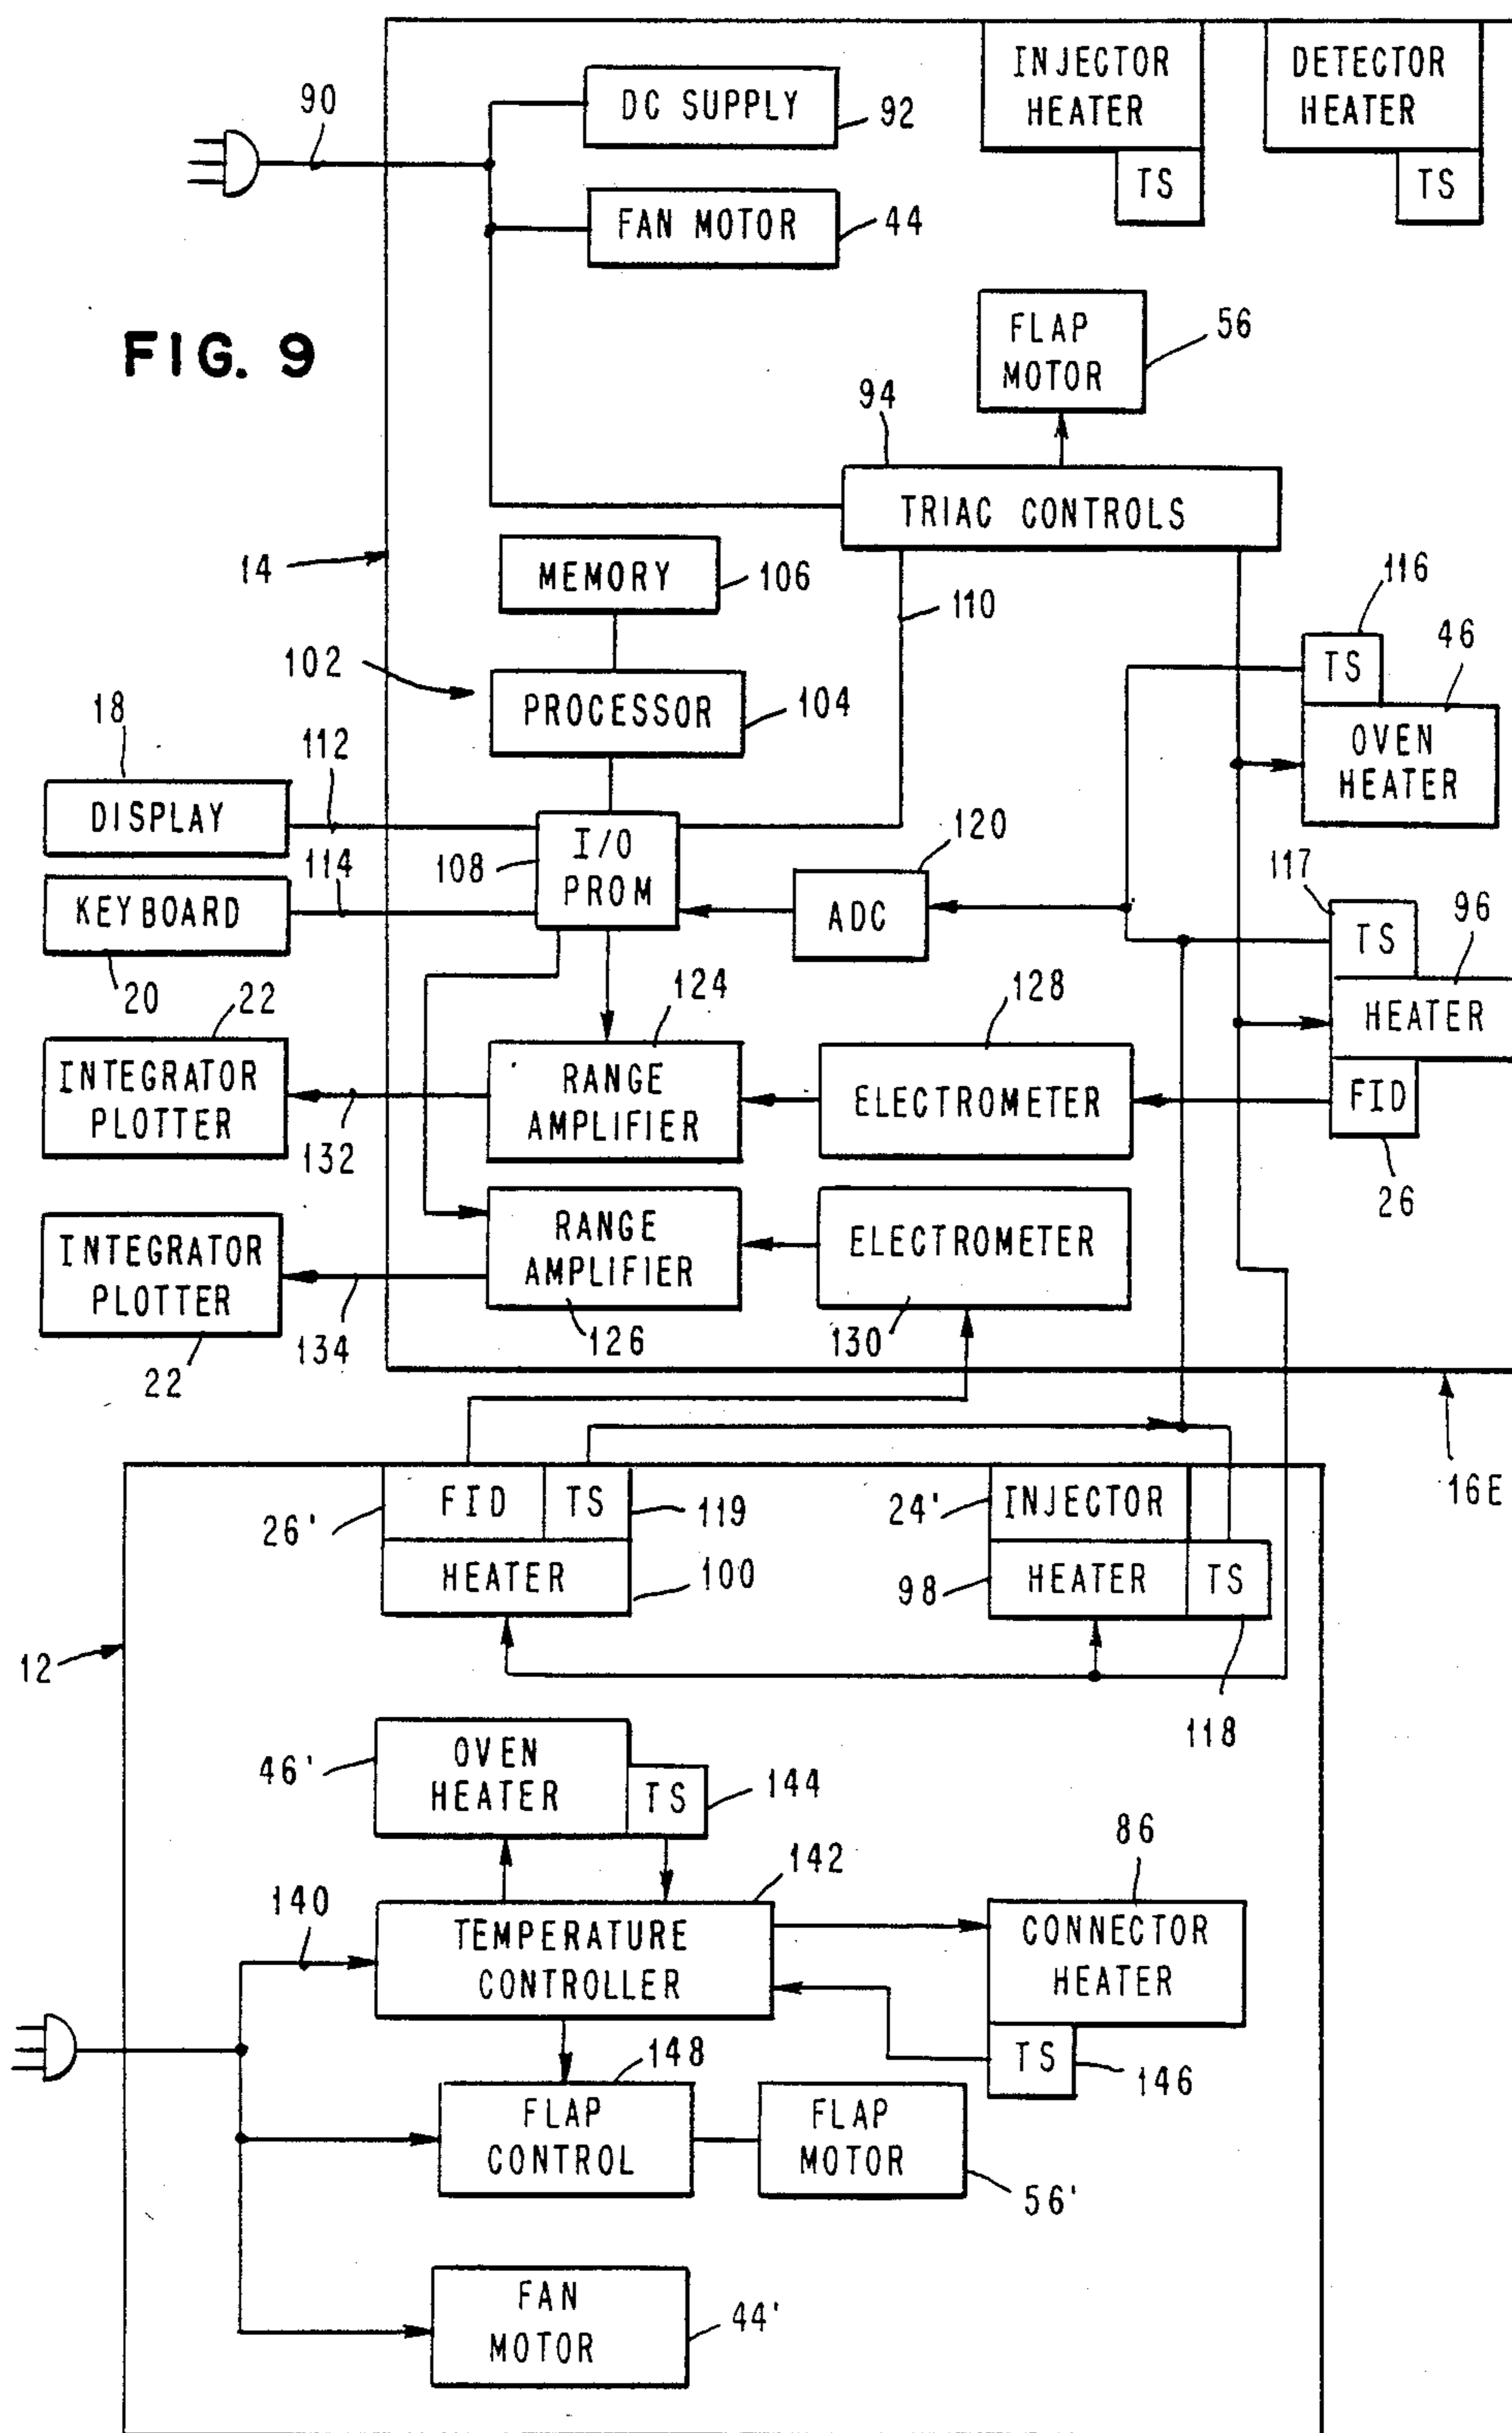 INJECTOR
HEATER
TS
DETECTOR
HEATER
TS
90
DC SUPPLY
92
FAN MOTOR
44
FIG. 9
FLAP
MOTOR
56
94
TRIAC CONTROLS
14
MEMORY
106
110
116
TS
46
OVEN
HEATER
102
PROCESSOR
104
18
112
DISPLAY
108
I/O
PROM
120
ADC
114
KEYBOARD
20
117
TS
96
HEATER
FID
26
22
INTEGRATOR
PLOTTER
132
124
RANGE
AMPLIFIER
128
ELECTROMETER
INTEGRATOR
PLOTTER
22
134
RANGE
AMPLIFIER
126
ELECTROMETER
130
16E
26'
FID
TS
119
HEATER
100
24'
INJECTOR
98
HEATER
TS
118
12
46'
OVEN
HEATER
TS
144
142
86
140
TEMPERATURE
CONTROLLER
CONNECTOR
HEATER
TS
146
148
FLAP
CONTROL
FLAP
MOTOR
56'
FAN
MOTOR
44'